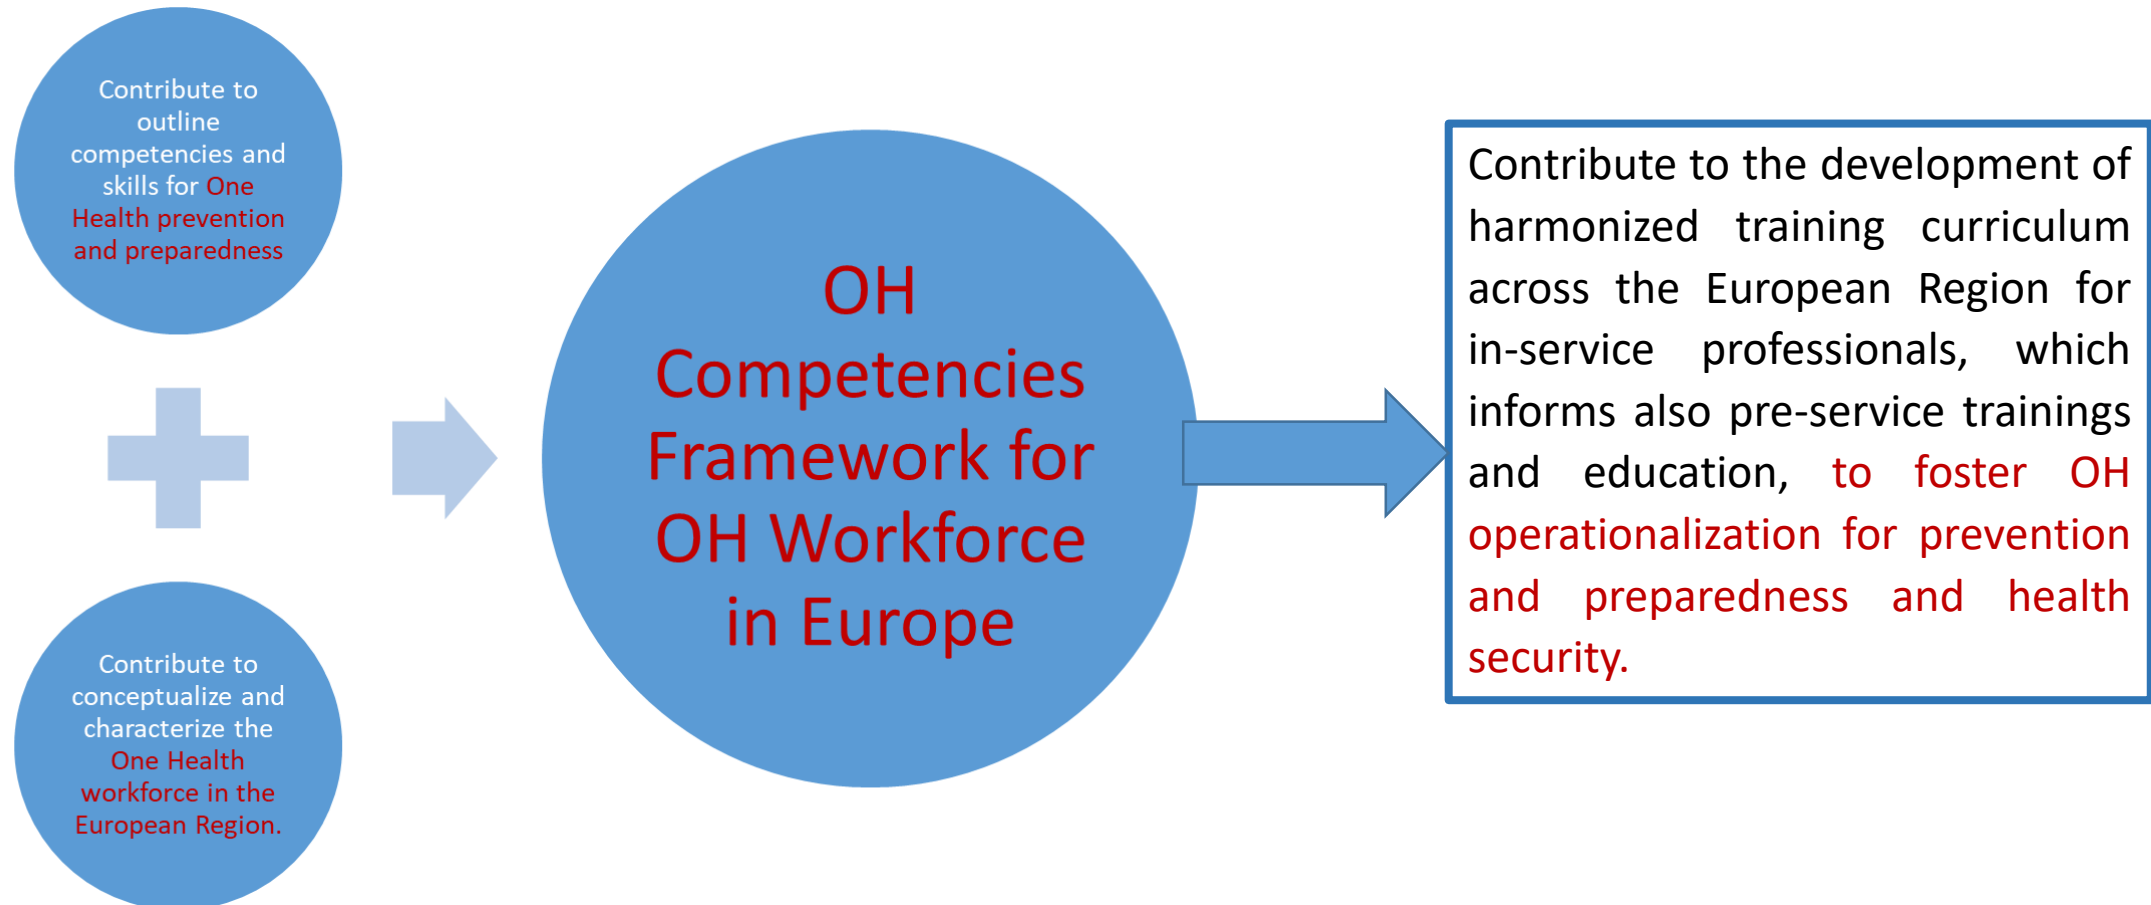 Contribute to
outline
competencies and
skills for One
Health prevention
and preparedness
Contribute to
conceptualize and
characterize the
One Health
workforce in the
European Region.
OH
Competencies
Framework for
OH Workforce
in Europe
Contribute to the development of
harmonized training curriculum
across the European Region for
in-service professionals, which
informs also pre-service trainings
and education, to foster OH
operationalization for prevention
and preparedness and health
security.